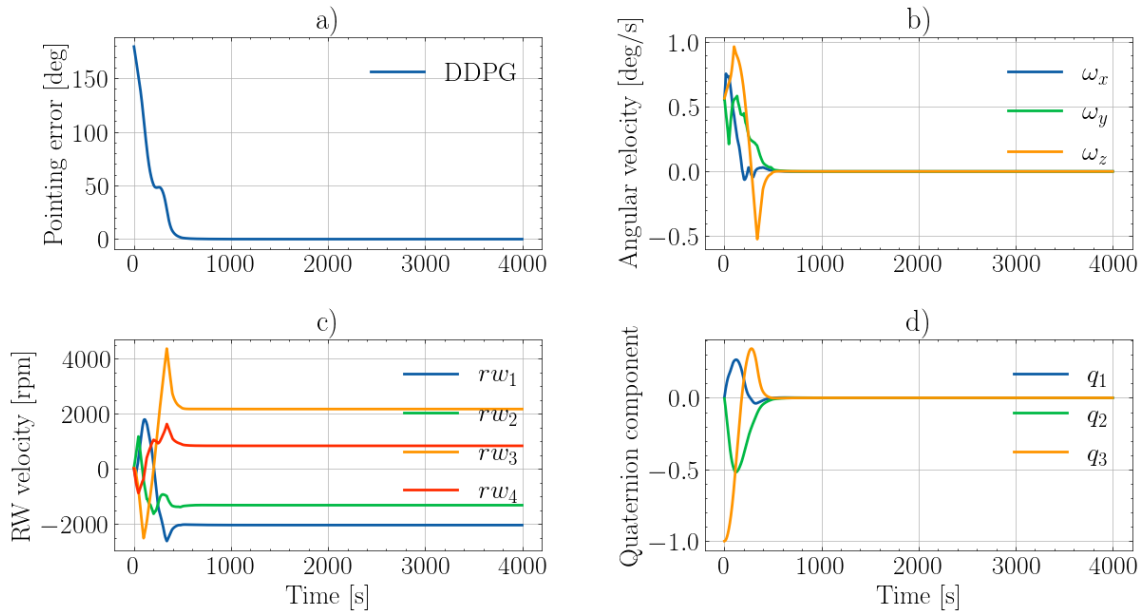 a)
Pointing error [deg]
150
100
50
0
DDPG
0 1000 2000 3000 4000
b)
Angular velocity [deg/s]
1.0
0.5
0.0
−0.5
ωx
ωy
ωz
0 1000 2000 3000 4000
c)
RW velocity [rpm]
4000
2000
0
−2000
rw1
rw2
rw3
rw4
0 1000 2000 3000 4000
Time [s]
d)
Quaternion component
0.0
−0.5
−1.0
q1
q2
q3
0 1000 2000 3000 4000
Time [s]